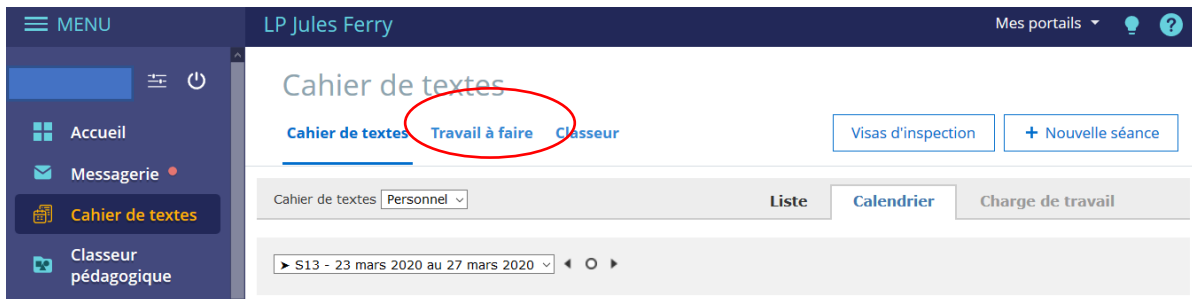 MENU
LP Jules Ferry
Mes portails
?
Cahier de textes
Cahier de textes
Travail à faire
Classeur
Visas d'inspection
+ Nouvelle séance
Accueil
Messagerie
Cahier de textes
Classeur
pédagogique
Cahier de textes Personnel
Liste
Calendrier
Charge de travail
➤ S13 - 23 mars 2020 au 27 mars 2020